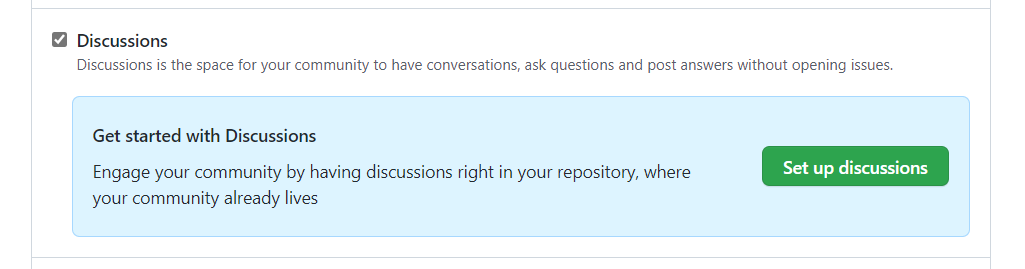 Discussions
Discussions is the space for your community to have conversations, ask questions and post answers without opening issues.
Get started with Discussions
Engage your community by having discussions right in your repository, where
your community already lives
Set up discussions